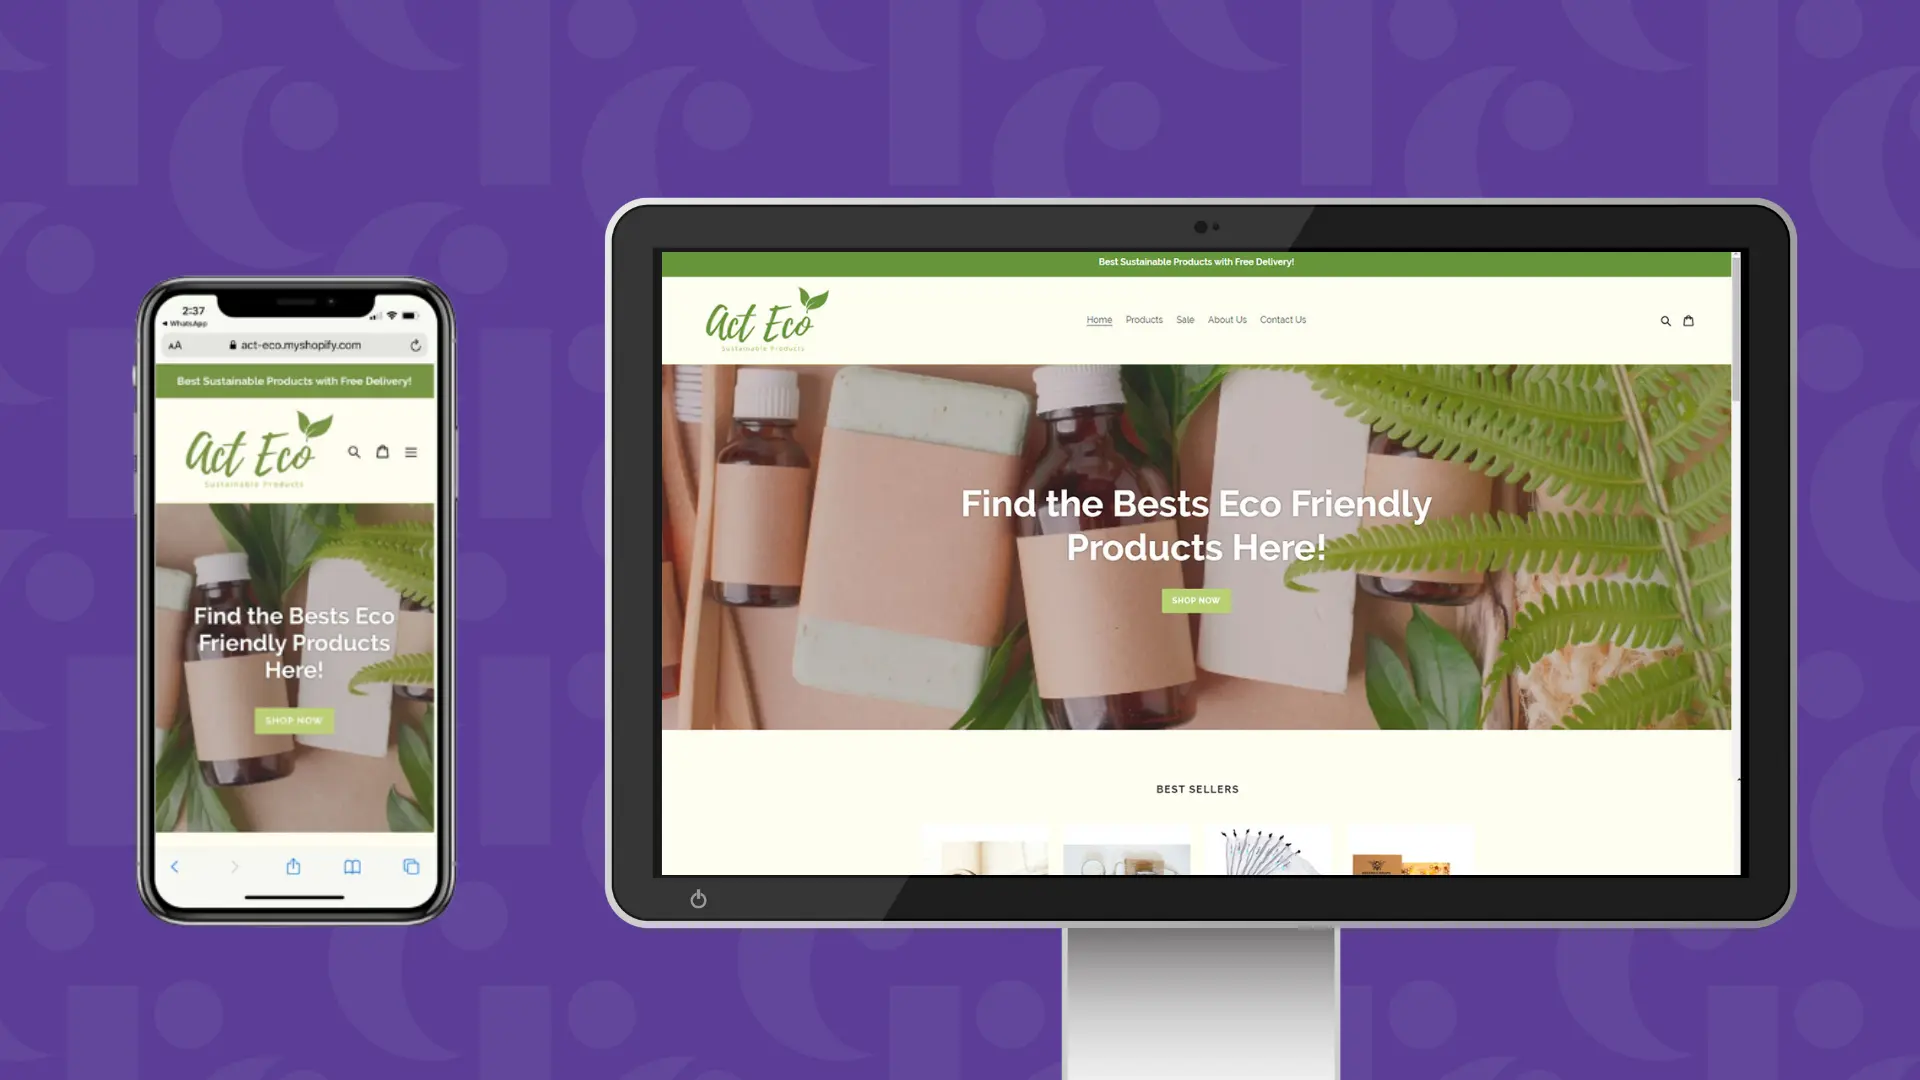 2:37
WhatsApp
AA
act-eco.myshopify.com
Best Sustainable Products with Free Delivery!
Act Eco
Sustainable Products
Find the Bests Eco
Friendly Products
Here!
SHOP NOW
Best Sustainable Products with Free Delivery!
Act Eco
Sustainable Products
Home Products Sale About Us Contact Us
Find the Bests Eco Friendly
Products Here!
SHOP NOW
BEST SELLERS